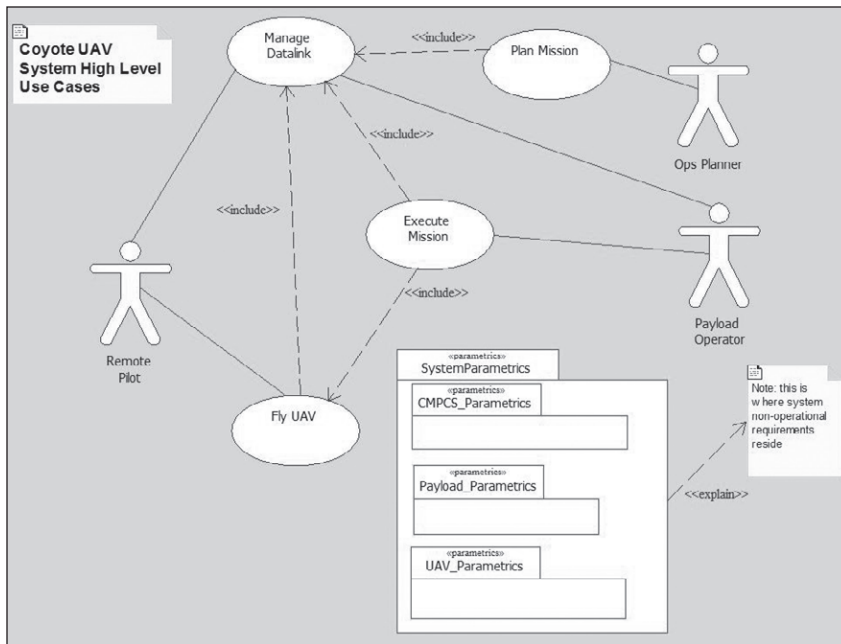 Coyote UAV
System High Level
Use Cases
Manage
Datalink
<<include>>
Plan Mission
Ops Planner
<<include>>
<<include>>
Execute
Mission
<<include>>
Remote
Pilot
Payload
Operator
Fly UAV
«parametrics»
SystemParametrics
«parametrics»
CMPCS_Parametrics
«parametrics»
Payload_Parametrics
«parametrics»
UAV_Parametrics
<<explain>>
Note: this is
where system
non-operational
requirements
reside